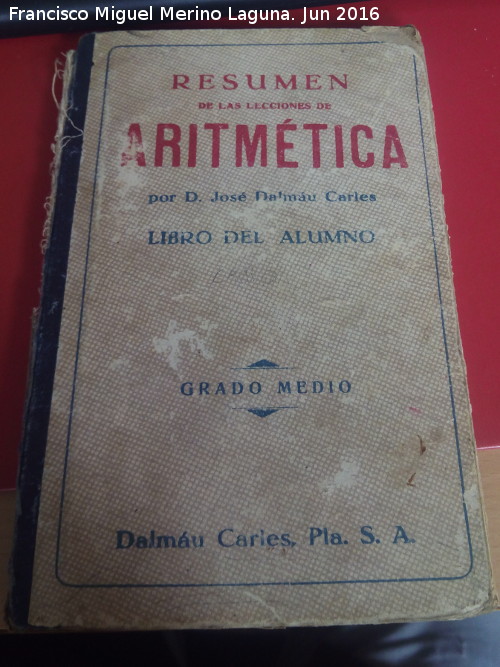 Francisco Miguel Merino Laguna. Jun 2016
RESUMEN
DE LAS LECCIONES DE
ARITMÉTICA
por D. José Dalmáu Carles
LIBRO DEL ALUMNO
GRADO MEDIO
Dalmáu Carles, Pla. S. A.